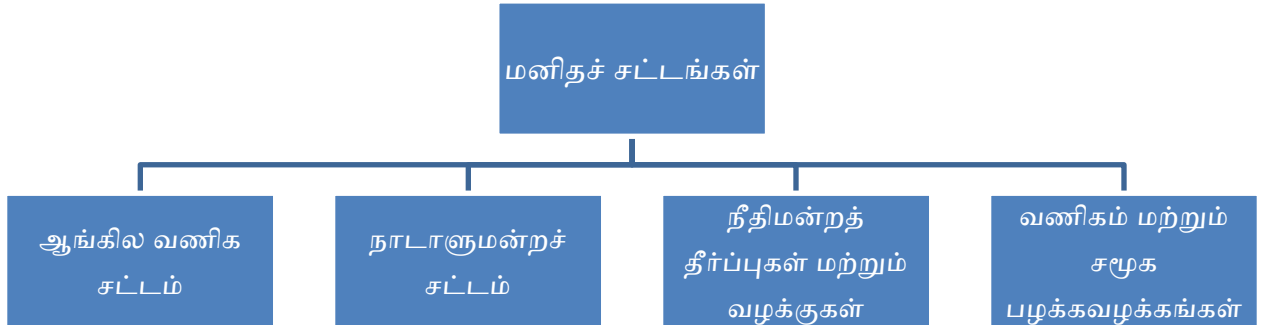 மனிதச் சட்டங்கள்
ஆங்கில வணிக
சட்டம்
நாடாளுமன்றச்
சட்டம்
நீதிமன்றத்
தீர்ப்புகள் மற்றும்
வழக்குகள்
வணிகம் மற்றும்
சமூக
பழக்கவழக்கங்கள்